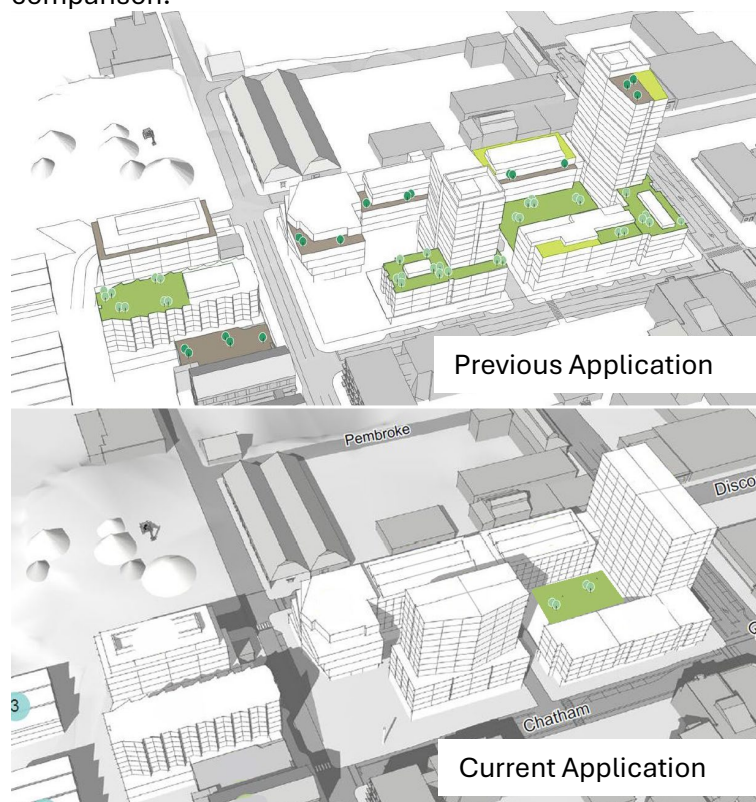 comparison.
Previous Application
Pembroke
Disco
3
Chatham
Current Application